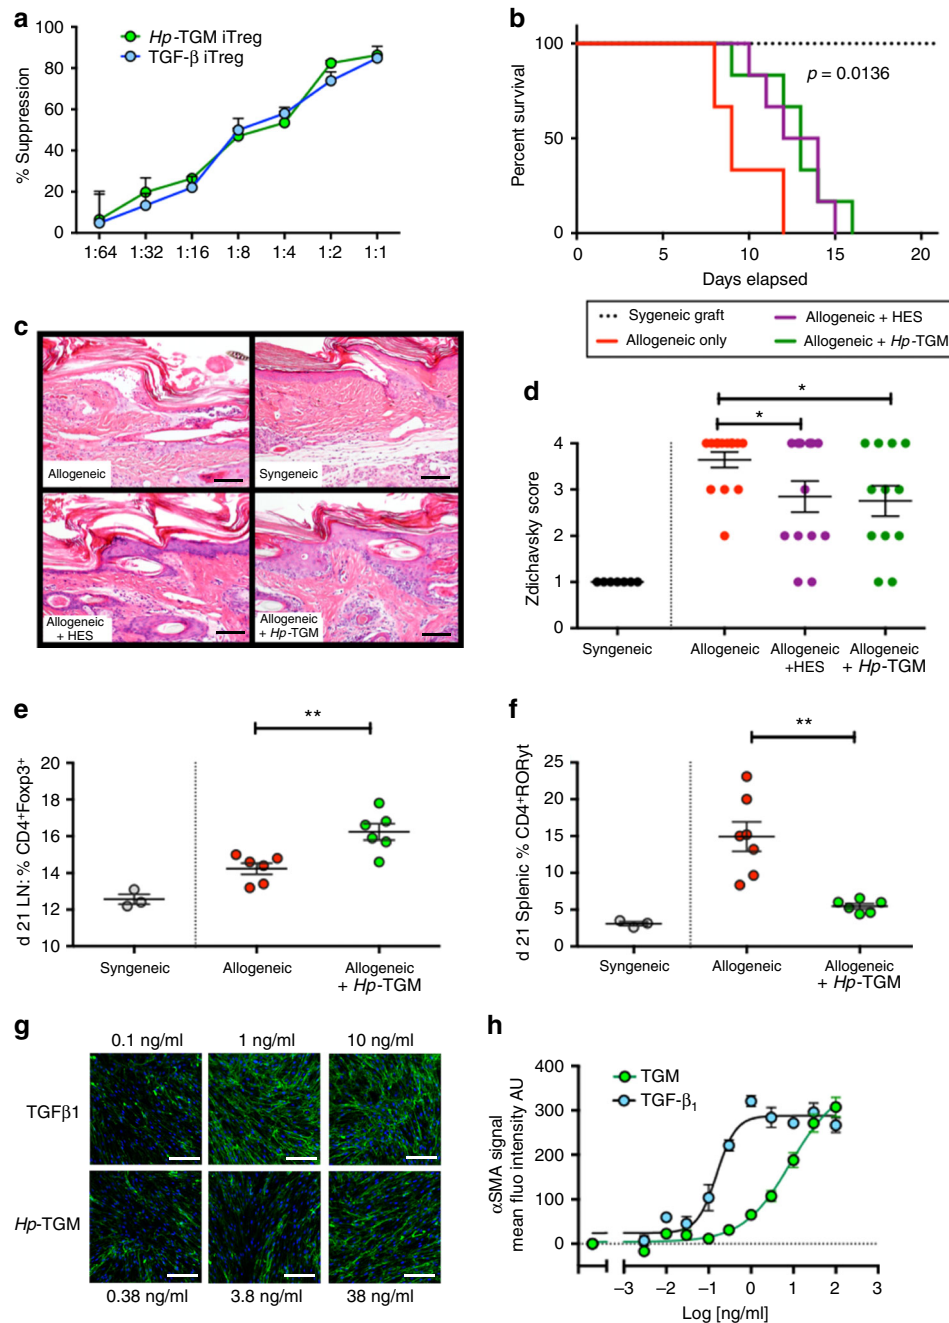 a
100
80
60
40
20
0
% Suppression
Hp-TGM iTreg
TGF-β iTreg
1:64 1:32 1:16 1:8 1:4 1:2 1:1
b
100
50
0
Percent survival
p = 0.0136
0 5 10 15 20
Days elapsed
Sygeneic graft
Allogeneic only
Allogeneic + HES
Allogeneic + Hp-TGM
c
Allogeneic
Syngeneic
Allogeneic
+ HES
Allogeneic
+ Hp-TGM
d
*
*
4
3
2
1
0
Zdichavsky score
Syngeneic
Allogeneic
Allogeneic
+HES
Allogeneic
+ Hp-TGM
e
**
20
18
16
14
12
10
d 21 LN: % CD4+Foxp3+
Syngeneic
Allogeneic
Allogeneic
+ Hp-TGM
f
**
25
20
15
10
5
0
d 21 Splenic % CD4+RORγt
Syngeneic
Allogeneic
Allogeneic
+ Hp-TGM
g
0.1 ng/ml 1 ng/ml 10 ng/ml
TGFβ1
Hp-TGM
0.38 ng/ml 3.8 ng/ml 38 ng/ml
h
400
300
200
100
0
αSMA signal
mean fluo intensity AU
TGM
TGF-β1
−3 −2 −1 0 1 2 3
Log [ng/ml]